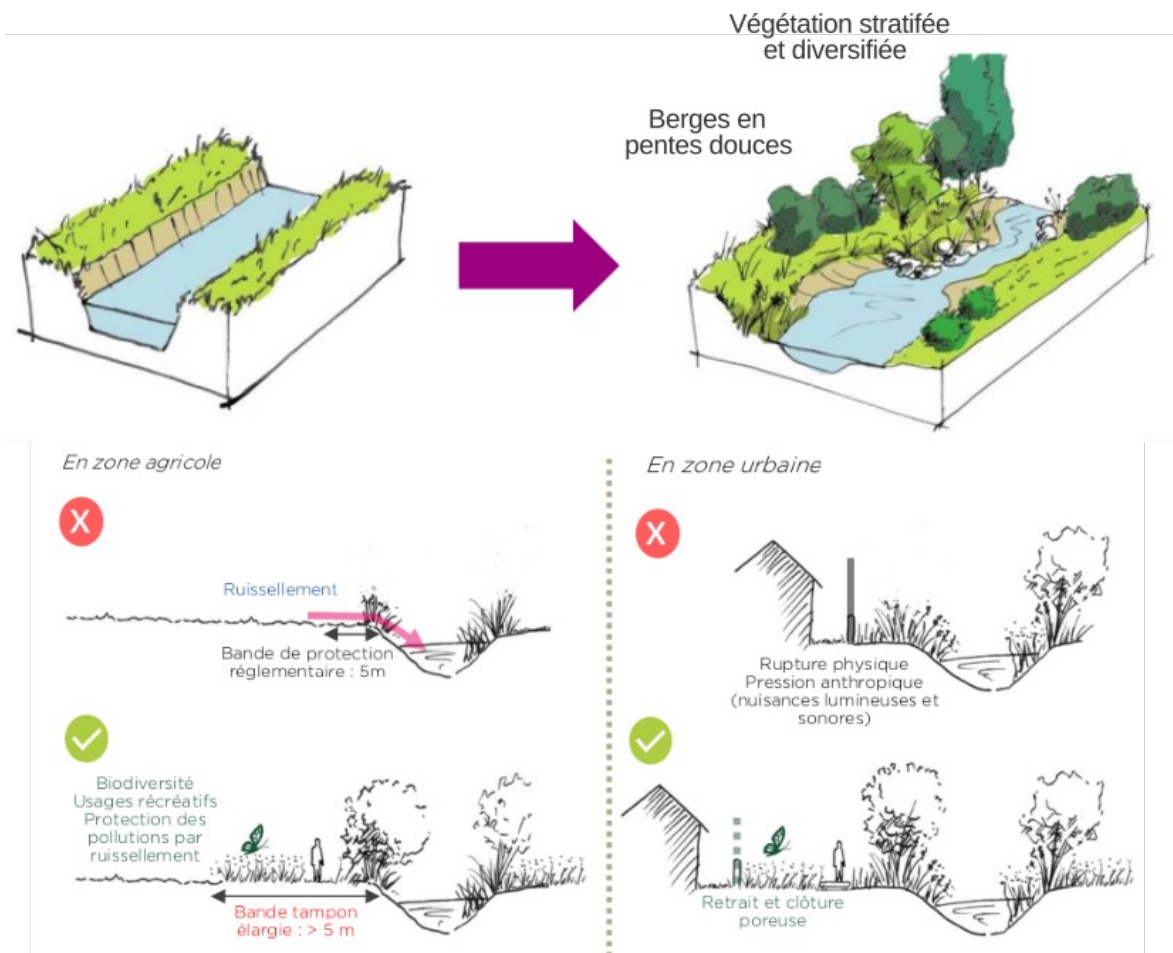 Végétation stratifée
et diversifiée
Berges en
pentes douces
En zone agricole
X
Ruissellement
Bande de protection
réglementaire : 5m
Biodiversité
Usages récréatifs
Protection des
pollutions par
ruissellement
Bande tampon
élargie : > 5 m
En zone urbaine
X
Rupture physique
Pression anthropique
(nuisances lumineuses et
sonores)
Retrait et clôture
poreuse